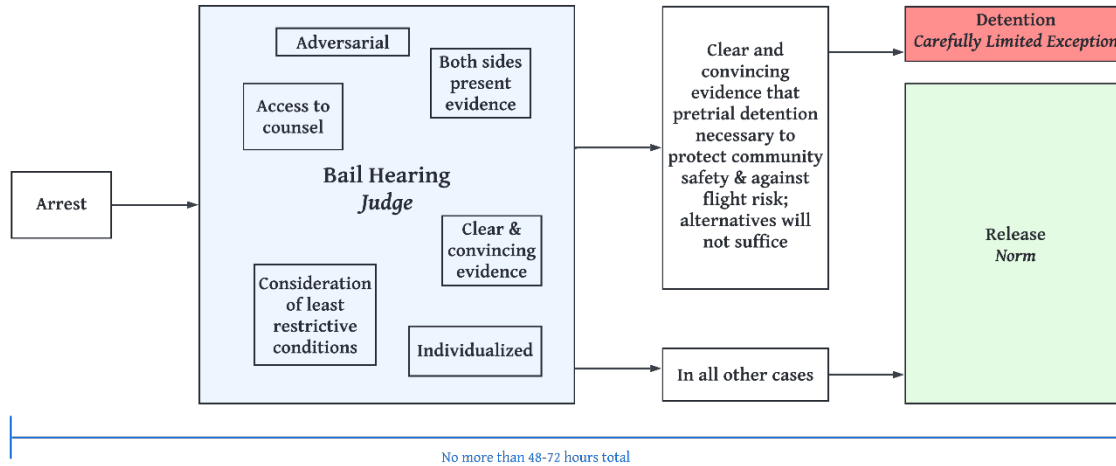 Arrest
Adversarial
Both sides
present
evidence
Access to
counsel
Bail Hearing
Judge
Clear &
convincing
evidence
Consideration
of least
restrictive
conditions
Individualized
Clear and
convincing
evidence that
pretrial detention
necessary to
protect community
safety & against
flight risk;
alternatives will
not suffice
In all other cases
Detention
Carefully Limited Exception
Release
Norm
No more than 48-72 hours total